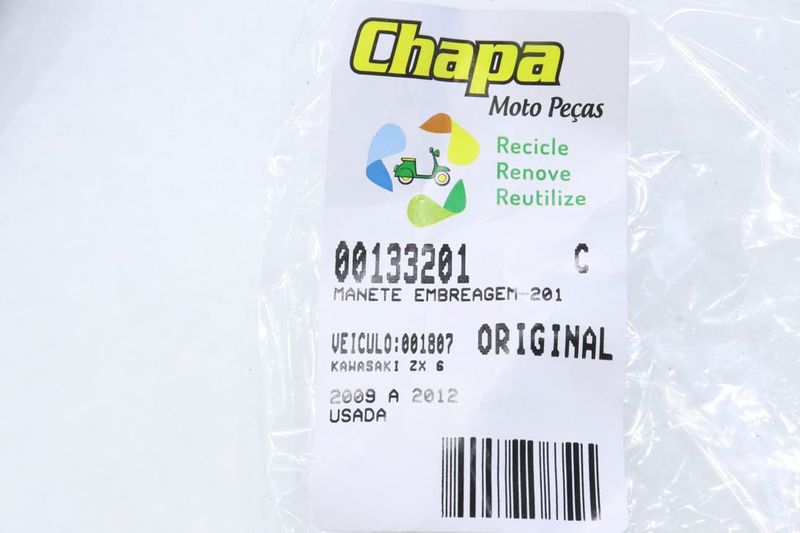 Chapa
Moto Peças
Recicle
Renove
Reutilize
00133201 C
MANETE EMBREAGEM-201
VEICULO:001807 ORIGINAL
KAWASAKI ZX 6
2009 A 2012
USADA